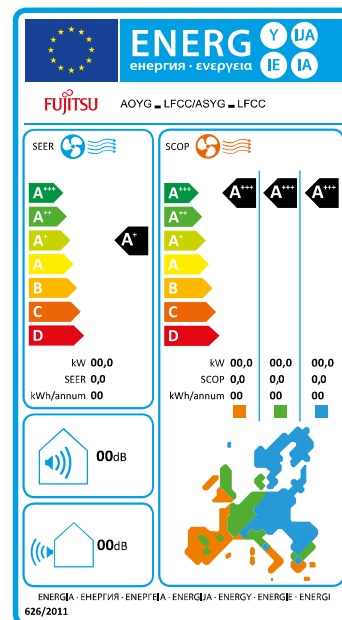 ENERG Y IJA
енергия · ενεργεια IE IA
FUJITSU AOYG - LFCC/ASYG - LFCC
SEER
A+++
A++
A+
A
B
C
D
A+
kW 00,0
SEER 0,0
kWh/annum 00
SCOP
A+++
A++
A+
A
B
C
D
A+++ A+++ A+++
kW 00,0 00,0 00,0
SCOP 0,0 0,0 0,0
kWh/annum 00 00 00
00dB
00dB
ENERGIA · ЕНЕРГИЯ · ΕΝΕΡΓΕΙΑ · ENERGIJA · ENERGY · ENERGIE · ENERGI
626/2011